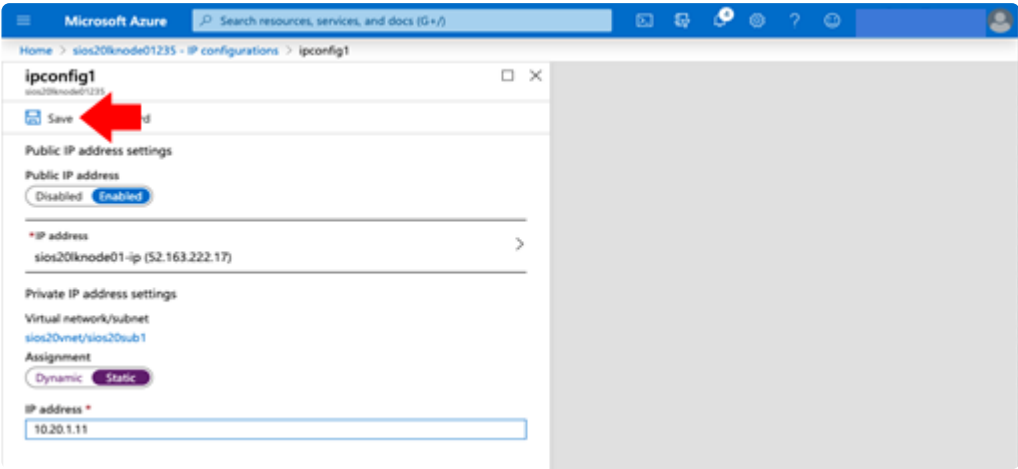 Microsoft Azure
Search resources, services, and docs (G+/)
Home > sios20lknode01235 - IP configurations > ipconfig1
ipconfig1
sios20lknode01235
Save
d
Public IP address settings
Public IP address
Disabled Enabled
*IP address
sios20lknode01-ip (52.163.222.17)
Private IP address settings
Virtual network/subnet
sios20vnet/sios20sub1
Assignment
Dynamic Static
IP address *
10.20.1.11